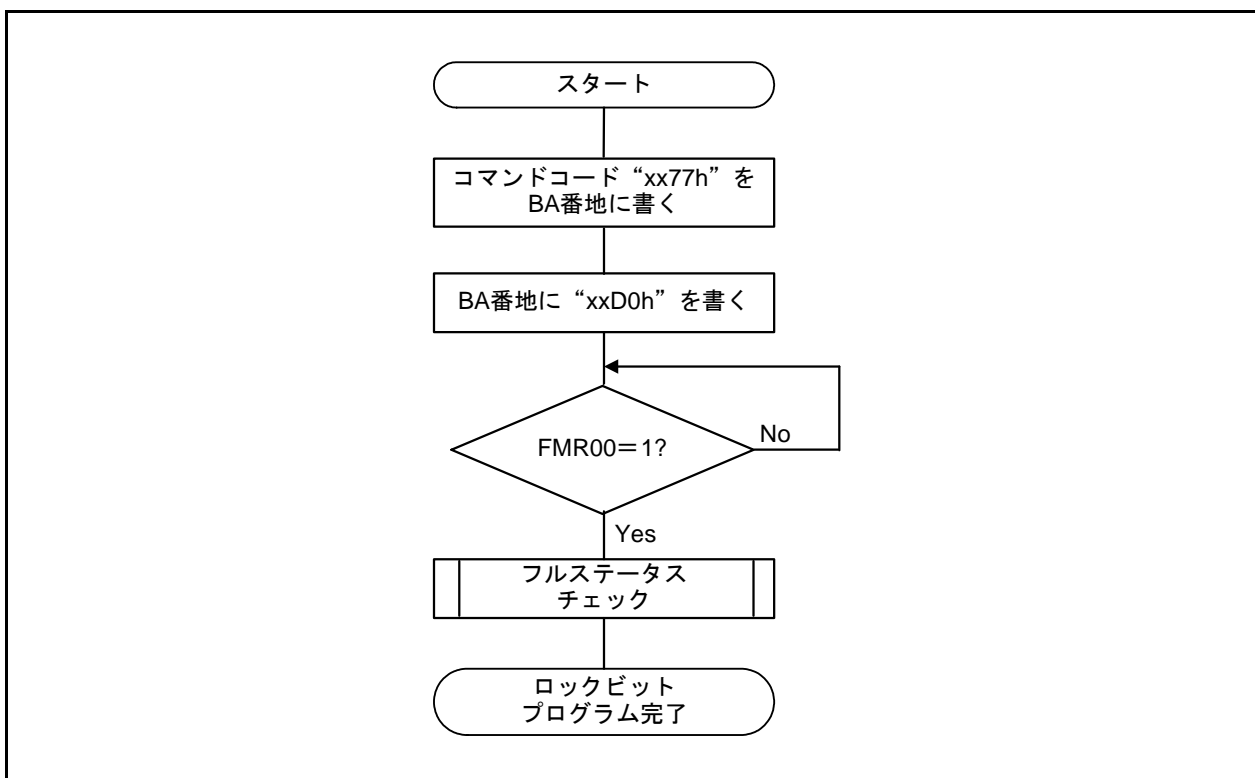 スタート
コマンドコード“xx77h”を
BA番地に書く
BA番地に“xxD0h”を書く
FMR00＝1?
No
Yes
フルステータス
チェック
ロックビット
プログラム完了